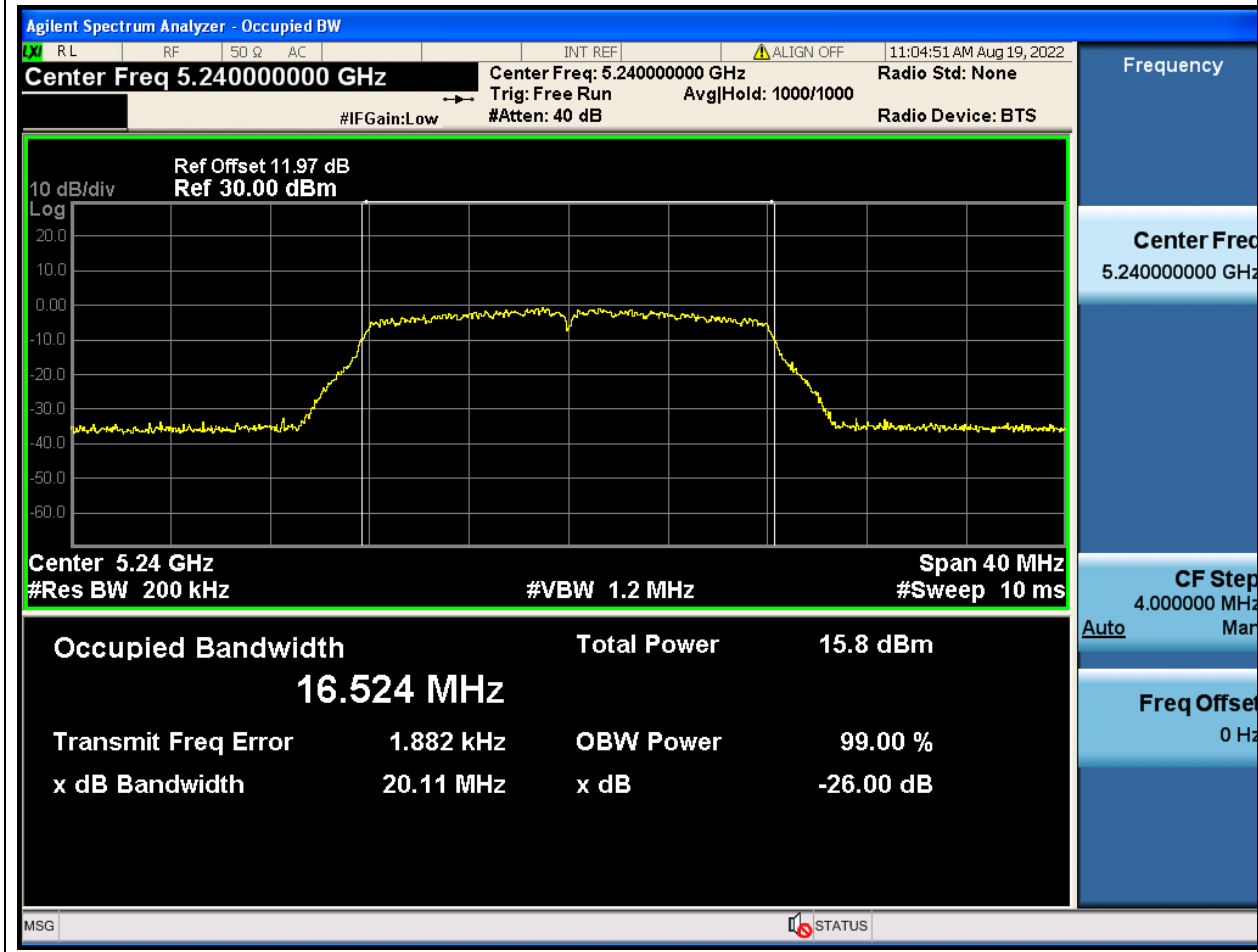 Agilent Spectrum Analyzer - Occupied BW
LXI RL RF 50 Ω AC INT REF ALIGN OFF 11:04:51 AM Aug 19, 2022
Center Freq 5.240000000 GHz
Center Freq: 5.240000000 GHz Radio Std: None
Trig: Free Run Avg|Hold: 1000/1000
#IFGain:Low #Atten: 40 dB Radio Device: BTS
Ref Offset 11.97 dB
10 dB/div Ref 30.00 dBm
Log
20.0
10.0
0.00
-10.0
-20.0
-30.0
-40.0
-50.0
-60.0
Center 5.24 GHz Span 40 MHz
#Res BW 200 kHz #VBW 1.2 MHz #Sweep 10 ms
Occupied Bandwidth Total Power 15.8 dBm
16.524 MHz
Transmit Freq Error 1.882 kHz OBW Power 99.00 %
x dB Bandwidth 20.11 MHz x dB -26.00 dB
Frequency
Center Freq
5.240000000 GHz
CF Step
4.000000 MHz
Auto Man
Freq Offset
0 Hz
MSG STATUS